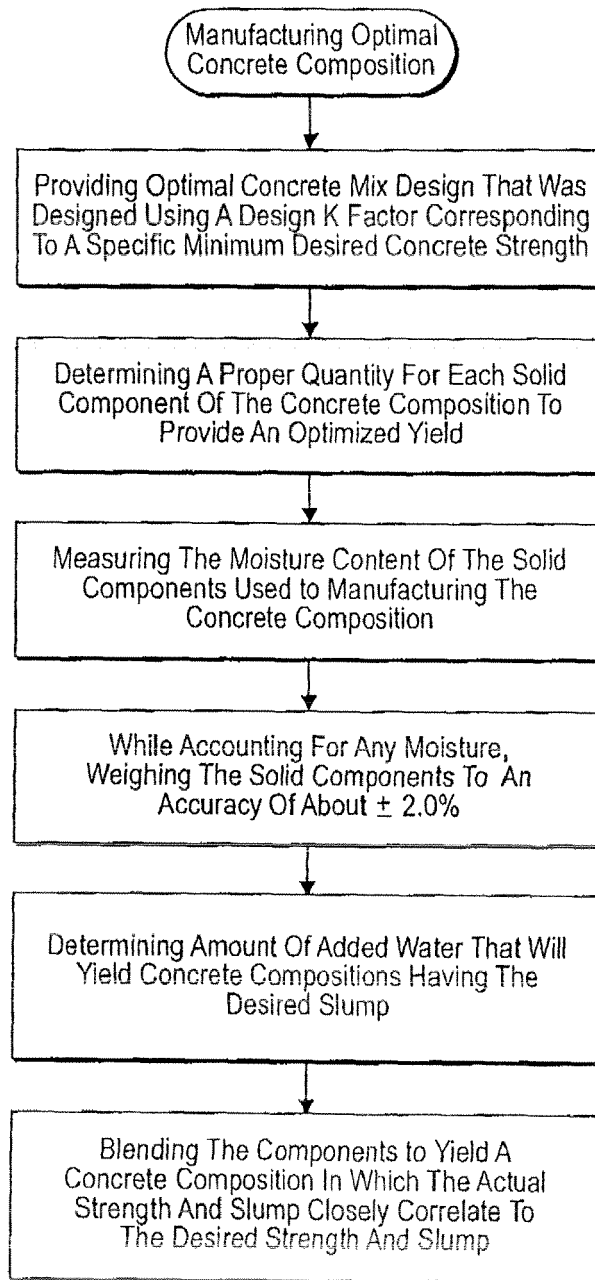 Manufacturing Optimal
Concrete Composition
Providing Optimal Concrete Mix Design That Was
Designed Using A Design K Factor Corresponding
To A Specific Minimum Desired Concrete Strength
Determining A Proper Quantity For Each Solid
Component Of The Concrete Composition To
Provide An Optimized Yield
Measuring The Moisture Content Of The Solid
Components Used to Manufacturing The
Concrete Composition
While Accounting For Any Moisture,
Weighing The Solid Components To An
Accuracy Of About ± 2.0%
Determining Amount Of Added Water That Will
Yield Concrete Compositions Having The
Desired Slump
Blending The Components to Yield A
Concrete Composition In Which The Actual
Strength And Slump Closely Correlate To
The Desired Strength And Slump